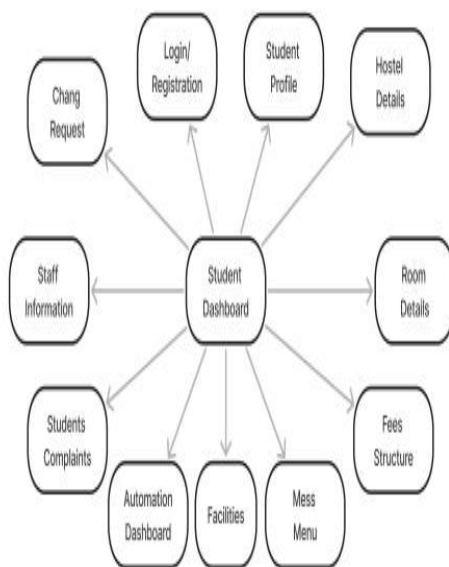 Login/
Registration
Student
Profile
Hostel
Details
Chang
Request
Staff
Information
Student
Dashboard
Room
Details
Students
Complaints
Fees
Structure
Automation
Dashboard
Facilities
Mess
Menu